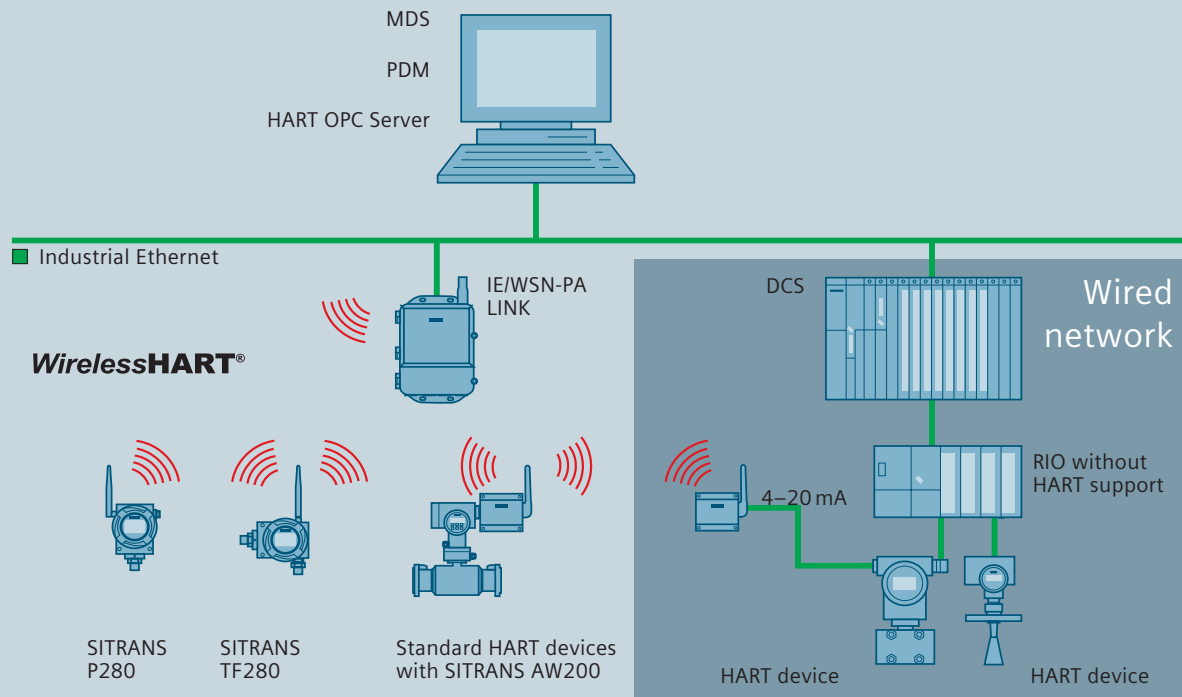 MDS
PDM
HART OPC Server
Industrial Ethernet
IE/WSN-PA
LINK
DCS
Wired
network
WirelessHART®
RIO without
HART support
4–20 mA
SITRANS
P280
SITRANS
TF280
Standard HART devices
with SITRANS AW200
HART device
HART device